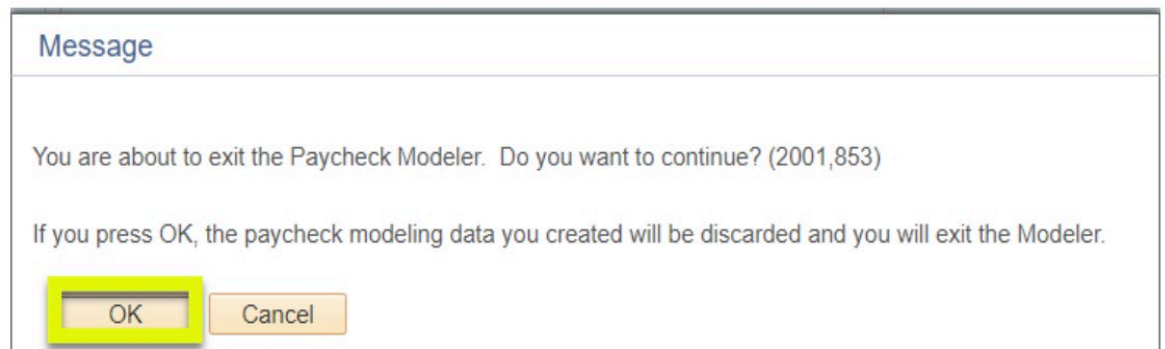 Message
You are about to exit the Paycheck Modeler.  Do you want to continue? (2001,853)
If you press OK, the paycheck modeling data you created will be discarded and you will exit the Modeler.
OK Cancel